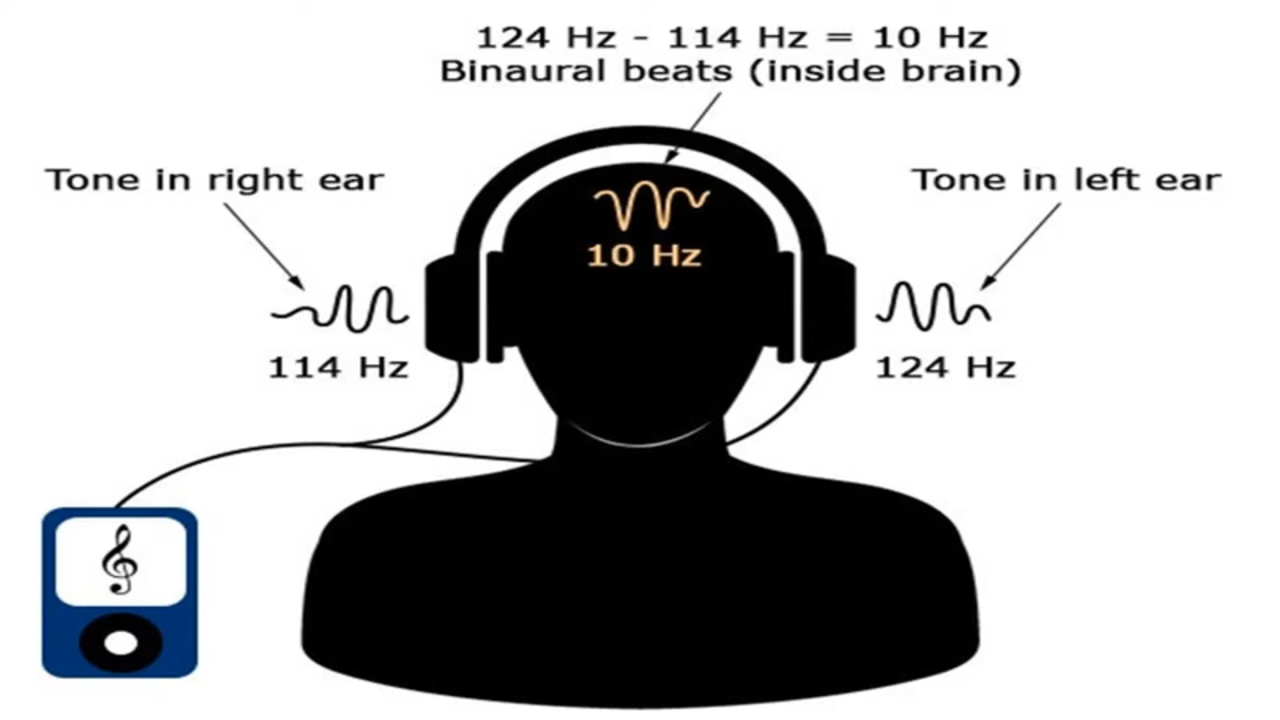 124 Hz - 114 Hz = 10 Hz
Binaural beats (inside brain)
Tone in right ear
Tone in left ear
10 Hz
114 Hz
124 Hz